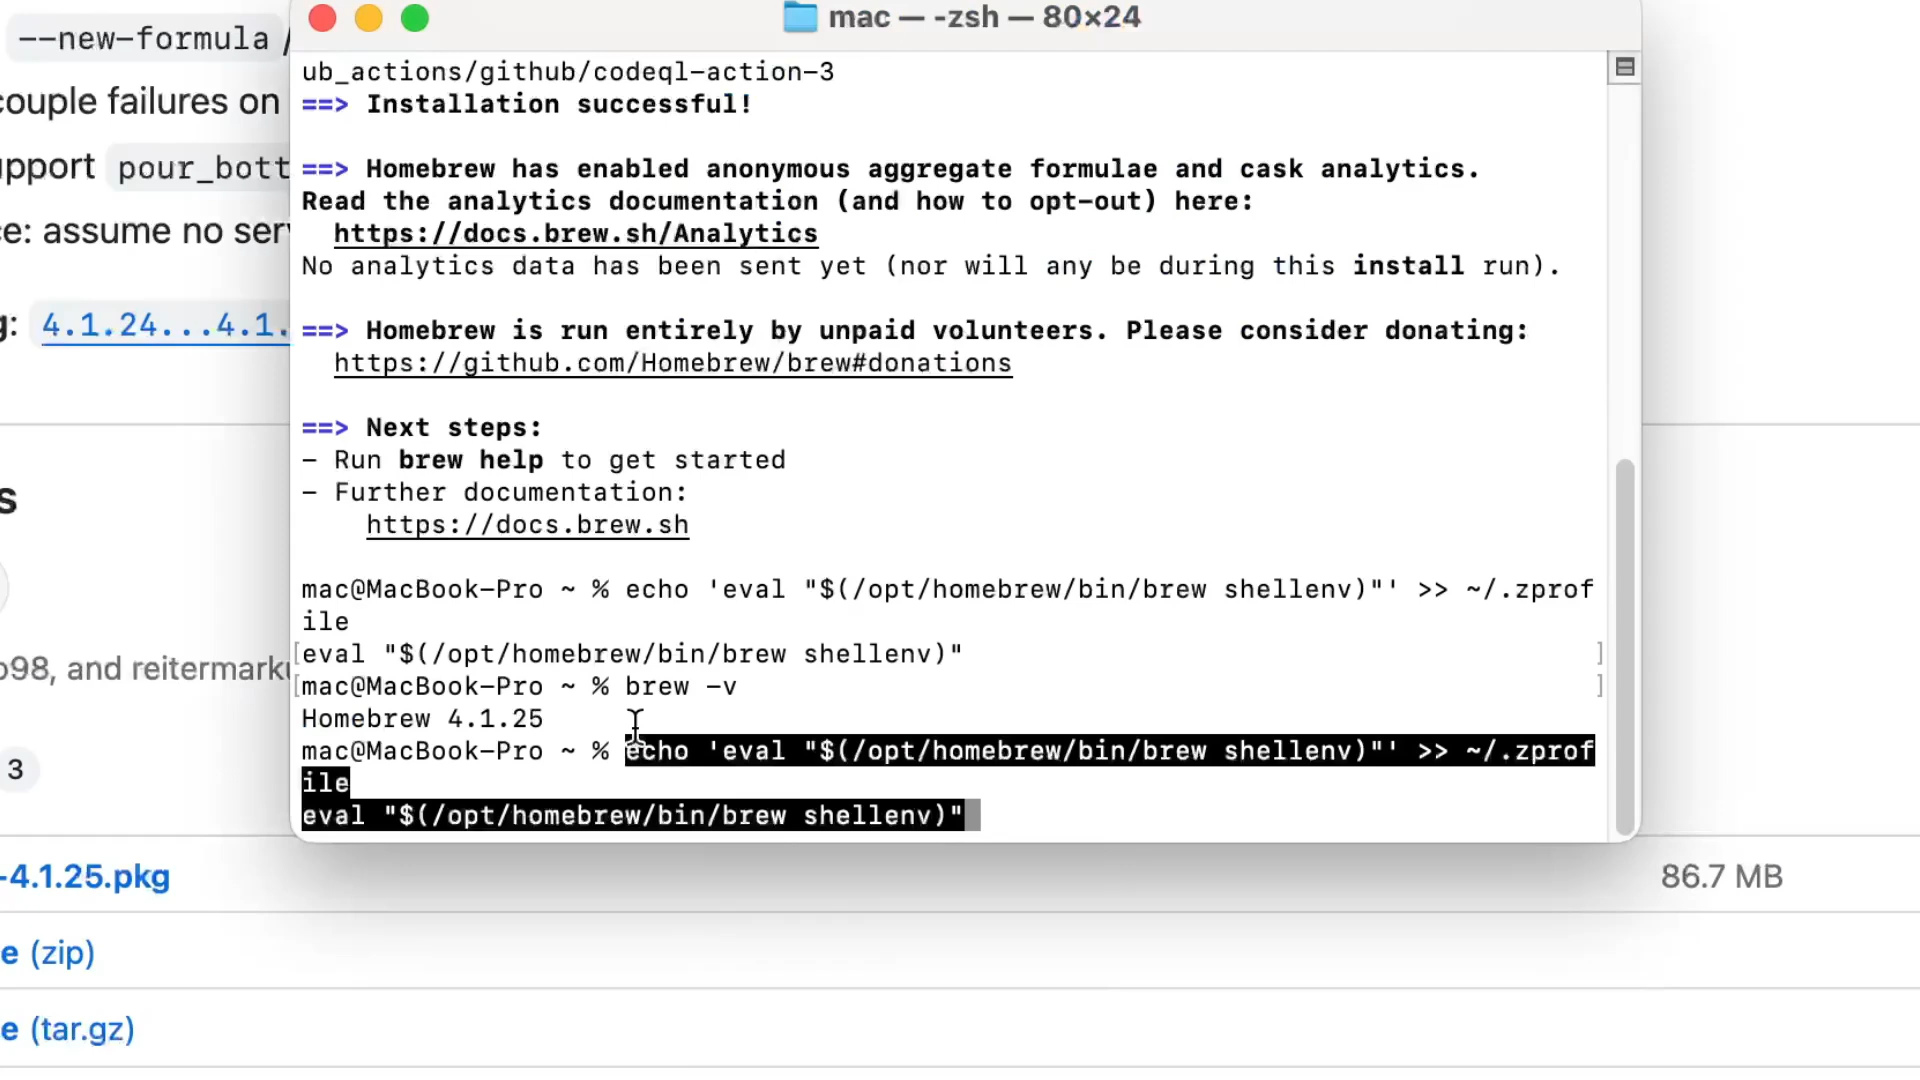 --new-formula /
mac — -zsh — 80×24
ub_actions/github/codeql-action-3
couple failures on
==> Installation successful!
upport pour_bott
==> Homebrew has enabled anonymous aggregate formulae and cask analytics.
Read the analytics documentation (and how to opt-out) here:
ce: assume no ser
https://docs.brew.sh/Analytics
No analytics data has been sent yet (nor will any be during this install run).
g: 4.1.24...4.1.
==> Homebrew is run entirely by unpaid volunteers. Please consider donating:
https://github.com/Homebrew/brew#donations
==> Next steps:
- Run brew help to get started
s
- Further documentation:
https://docs.brew.sh
mac@MacBook-Pro ~ % echo 'eval "$(/opt/homebrew/bin/brew shellenv)"' >> ~/.zprof
ile
o98, and reitermark
[eval "$(/opt/homebrew/bin/brew shellenv)" ]
[mac@MacBook-Pro ~ % brew -v ]
Homebrew 4.1.25
mac@MacBook-Pro ~ % echo 'eval "$(/opt/homebrew/bin/brew shellenv)"' >> ~/.zprof
3
ile
eval "$(/opt/homebrew/bin/brew shellenv)"
-4.1.25.pkg
86.7 MB
e (zip)
e (tar.gz)